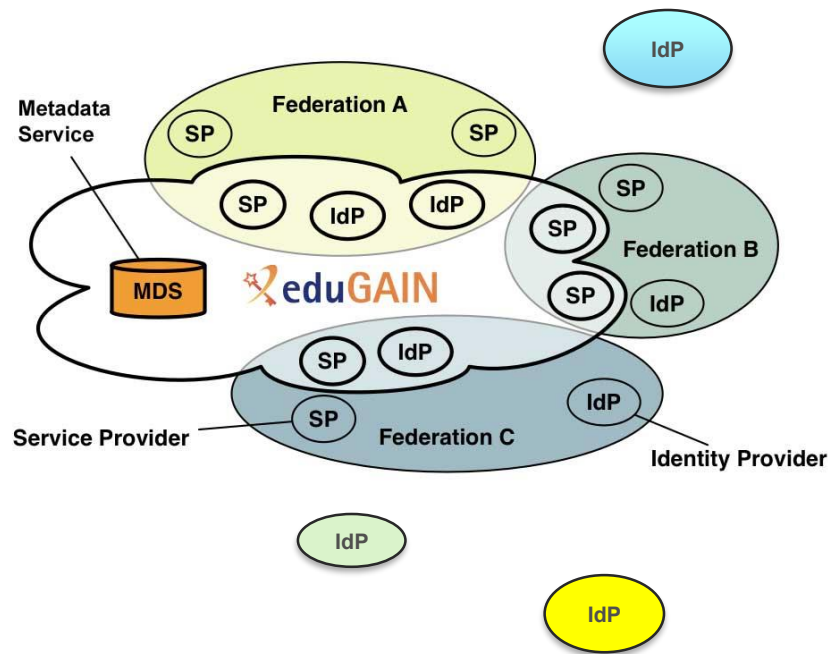 IdP
Federation A
Metadata
Service
SP
SP
SP
IdP
IdP
SP
SP
Federation B
MDS
eduGAIN
SP
IdP
SP
IdP
SP
IdP
Service Provider
Federation C
Identity Provider
IdP
IdP